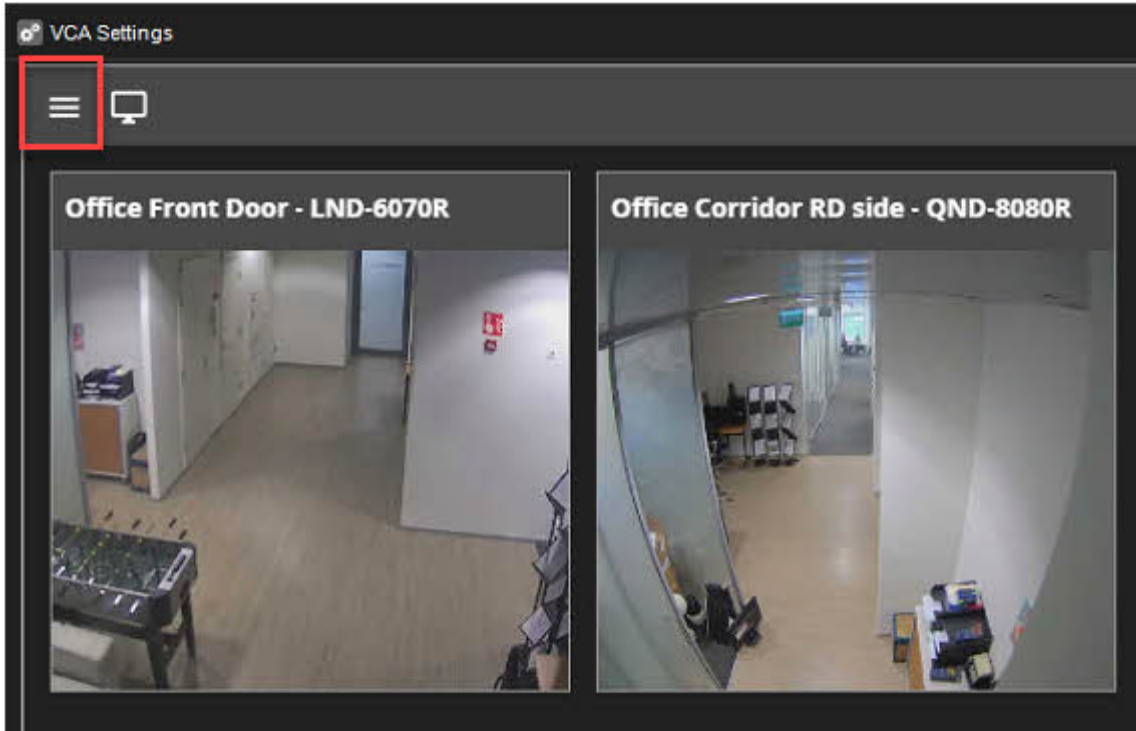 VCA Settings
Office Front Door - LND-6070R
Office Corridor RD side - QND-8080R